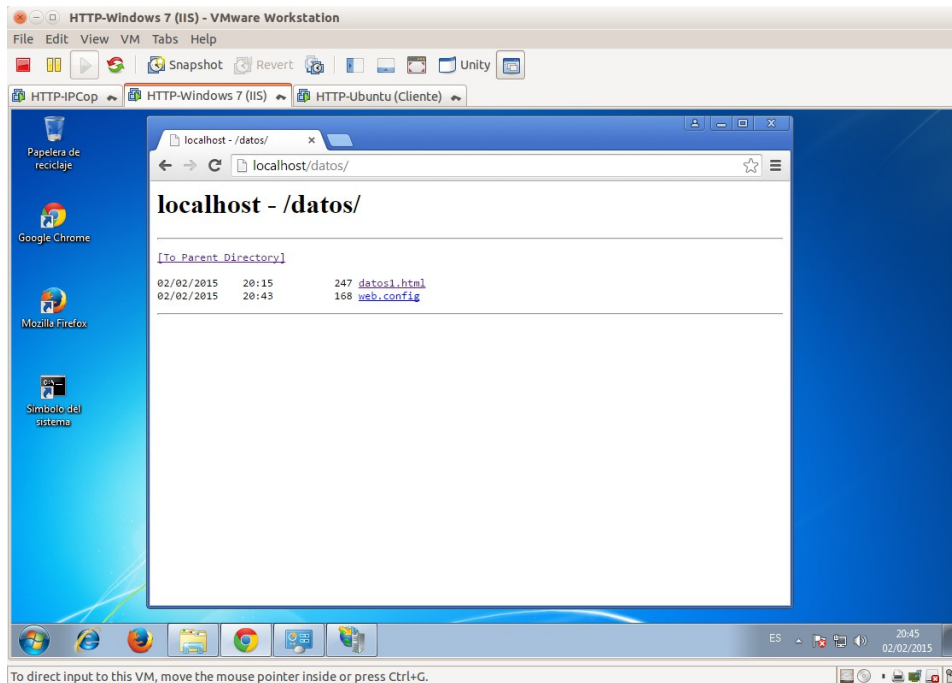 HTTP-Windows 7 (IIS) - VMware Workstation
File Edit View VM Tabs Help
Snapshot Revert Unity
HTTP-IPCop HTTP-Windows 7 (IIS) HTTP-Ubuntu (Cliente)
Papelera de
reciclaje
Google Chrome
Mozilla Firefox
C:\
Símbolo del
sistema
localhost - /datos/
localhost/datos/
localhost - /datos/
[To Parent Directory]
02/02/2015 20:15 247 datos1.html
02/02/2015 20:43 168 web.config
ES
20:45
02/02/2015
To direct input to this VM, move the mouse pointer inside or press Ctrl+G.